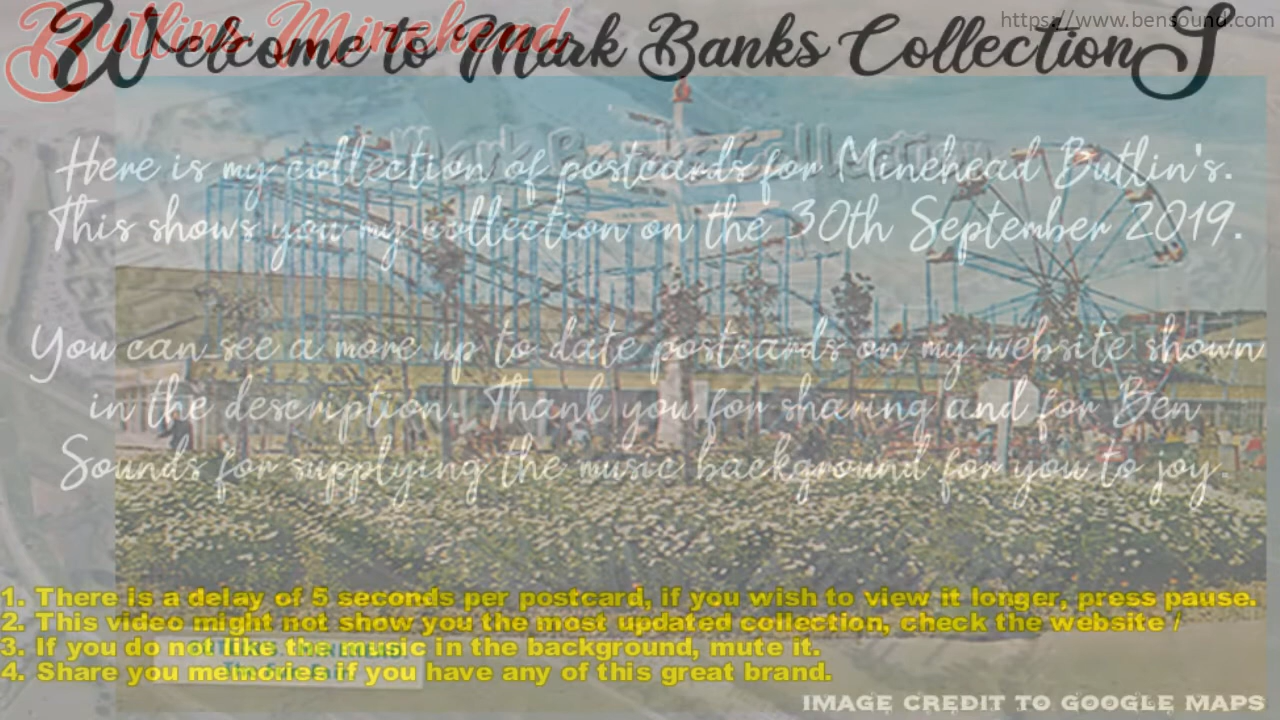 Butlins Minehead
https://www.bensound.com
Welcome to Mark Banks CollectionS
Mark Banks Collection
Here is my collection of postcards for Minehead Butlin's.
This shows you my collection on the 30th September 2019.
You can see a more up to date postcards on my website shown
in the description. Thank you for sharing and for Ben
Sounds for supplying the music background for you to joy.
1. There is a delay of 5 seconds per postcard, if you wish to view it longer, press pause.
2. This video might not show you the most updated collection, check the website /
3. If you do not like the music in the background, mute it.
4. Share you memories if you have any of this great brand.
IMAGE CREDIT TO GOOGLE MAPS